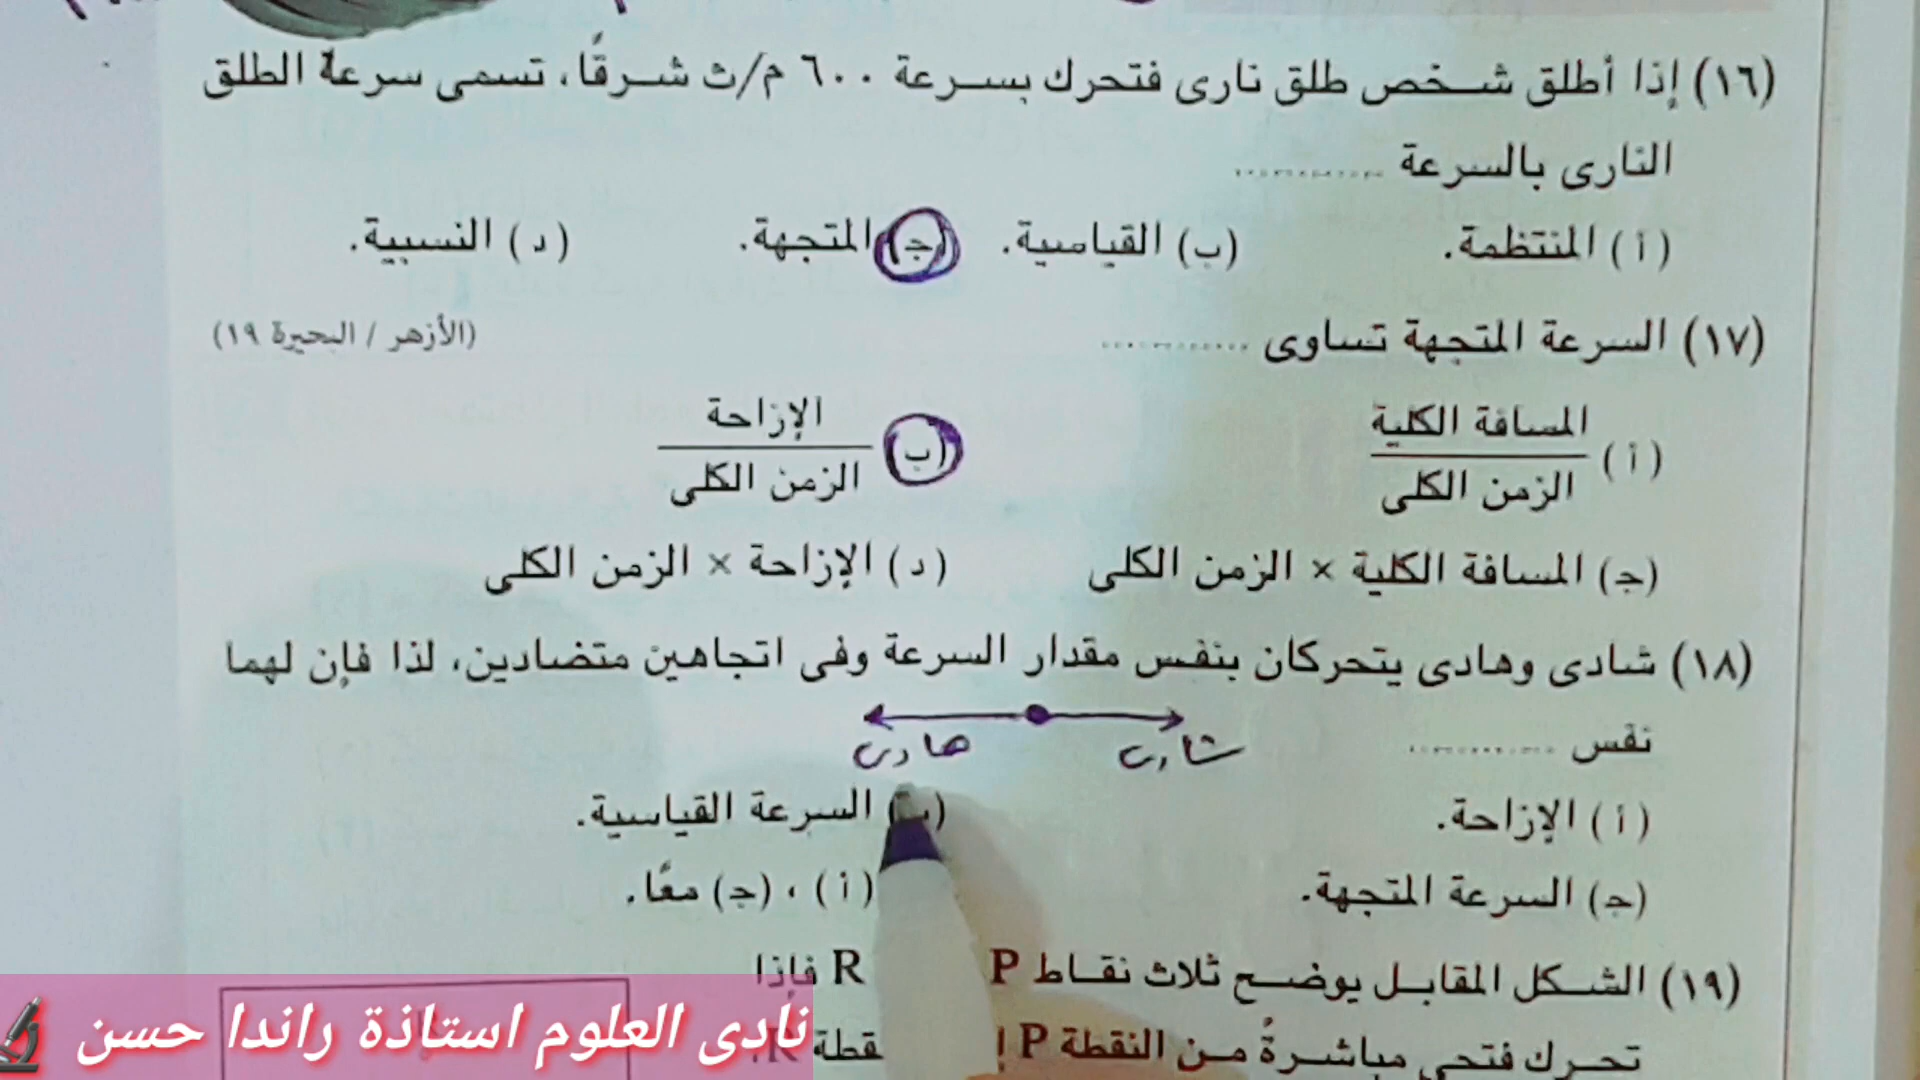 (١٦) إذا أطلق شخص طلق نارى فتحرك بسرعة ٦٠٠ م/ث شرقًا، تسمى سرعة الطلق
النارى بالسرعة ............
(أ) المنتظمة. (ب) القياسية. (ج) المتجهة. (د) النسبية.
(١٧) السرعة المتجهة تساوى ............ (الأزهر / البحيرة ١٩)
(أ) المسافة الكلية (ب) الإزاحة
الزمن الكلى الزمن الكلى
(ج) المسافة الكلية × الزمن الكلى (د) الإزاحة × الزمن الكلى
(١٨) شادى وهادى يتحركان بنفس مقدار السرعة وفى اتجاهين متضادين، لذا فإن لهما
نفس ............
شادى هادى
(أ) الإزاحة. (ب) السرعة القياسية.
(ج) السرعة المتجهة. (أ) ، (ج) معًا.
(١٩) الشكل المقابل يوضح ثلاث نقاط P R فإذا
تحرك فتحى مباشرةً من النقطة P R.
نادى العلوم استاذة راندا حسن